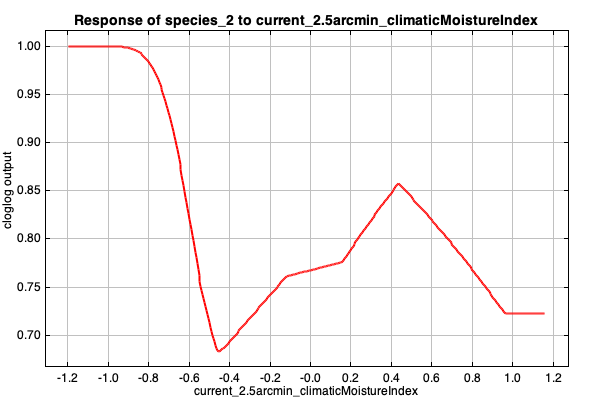 Response of species_2 to current_2.5arcmin_climaticMoistureIndex
1.00
0.95
0.90
0.85
0.80
0.75
0.70
cloglog output
-1.2 -1.0 -0.8 -0.6 -0.4 -0.2 -0.0 0.2 0.4 0.6 0.8 1.0 1.2
current_2.5arcmin_climaticMoistureIndex